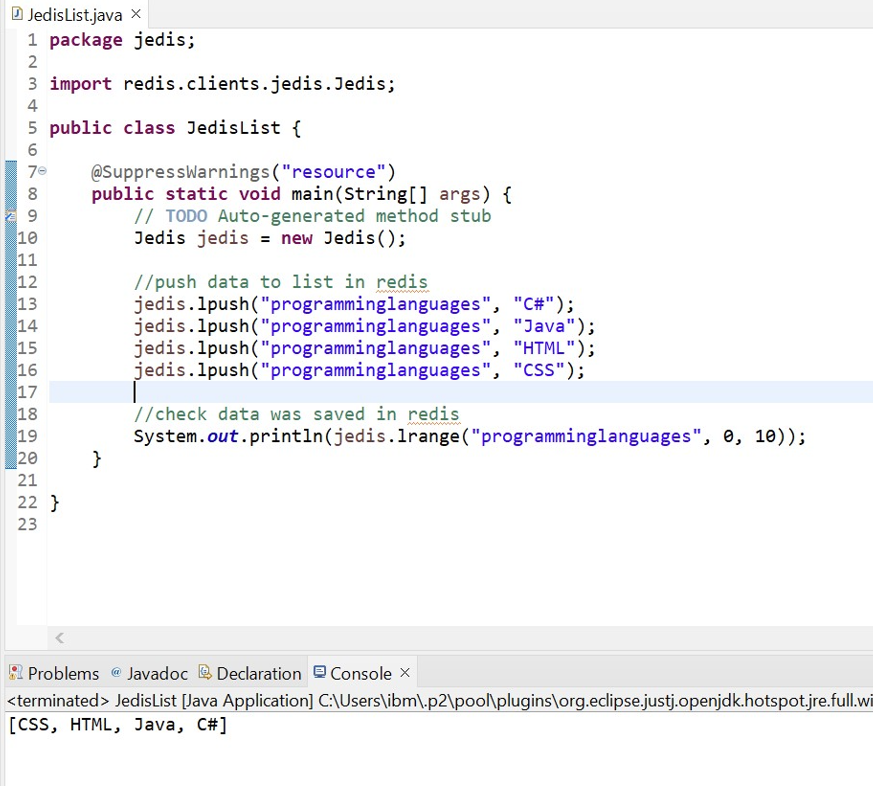 JedisList.java
1 package jedis;
2
3 import redis.clients.jedis.Jedis;
4
5 public class JedisList {
6
7 @SuppressWarnings("resource")
8 public static void main(String[] args) {
9 // TODO Auto-generated method stub
10 Jedis jedis = new Jedis();
11
12 //push data to list in redis
13 jedis.lpush("programminglanguages", "C#");
14 jedis.lpush("programminglanguages", "Java");
15 jedis.lpush("programminglanguages", "HTML");
16 jedis.lpush("programminglanguages", "CSS");
17
18 //check data was saved in redis
19 System.out.println(jedis.lrange("programminglanguages", 0, 10));
20 }
21
22 }
23
Problems @ Javadoc Declaration Console
<terminated> JedisList [Java Application] C:\Users\ibm\.p2\pool\plugins\org.eclipse.justj.openjdk.hotspot.jre.full.wi
[CSS, HTML, Java, C#]